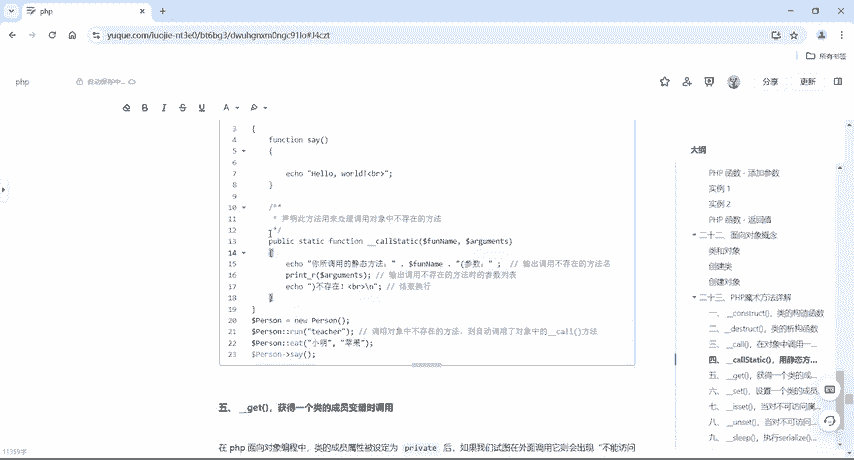 php
yuque.com/luojie-nt3e0/bt6bg3/dwuhgnxm0ngc91lo#J4czt
所有书签
php
自动保存中...
分享
更新
B I S U A
3 {
4 function say()
5 {
6
7 echo "Hello, world!<br>";
8 }
9
10 /**
11 * 声明此方法用来处理调用对象中不存在的方法
12 */
13 public static function __callStatic($funName, $arguments)
14 {
15 echo "你所调用的静态方法：" . $funName . "(参数：" ; // 输出调用不存在的方法名
16 print_r($arguments); // 输出调用不存在的方法时的参数列表
17 echo ")不存在！<br>\n"; // 结束换行
18 }
19 }
20 $Person = new Person();
21 $Person::run("teacher"); // 调用对象中不存在的方法，则自动调用了对象中的__call()方法
22 $Person::eat("小明", "苹果");
23 $Person->say();
五、 __get()，获得一个类的成员变量时调用
在 php 面向对象编程中，类的成员属性被设定为 private 后，如果我们试图在外面调用它则会出现“不能访问
大纲
PHP 函数 - 添加参数
实例 1
实例 2
PHP 函数 - 返回值
二十二、面向对象概念
类和对象
创建类
创建对象
二十三、PHP魔术方法详解
一、__construct()，类的构造函数
二、__destruct()，类的析构函数
三、__call()，在对象中调用一...
四、__callStatic()，用静态方...
五、__get()，获得一个类的成...
六、__set()，设置一个类的成员...
七、__isset()，当对不可访问属...
八、__unset()，当对不可访问...
九、__sleep()，执行serialize()...
11359字